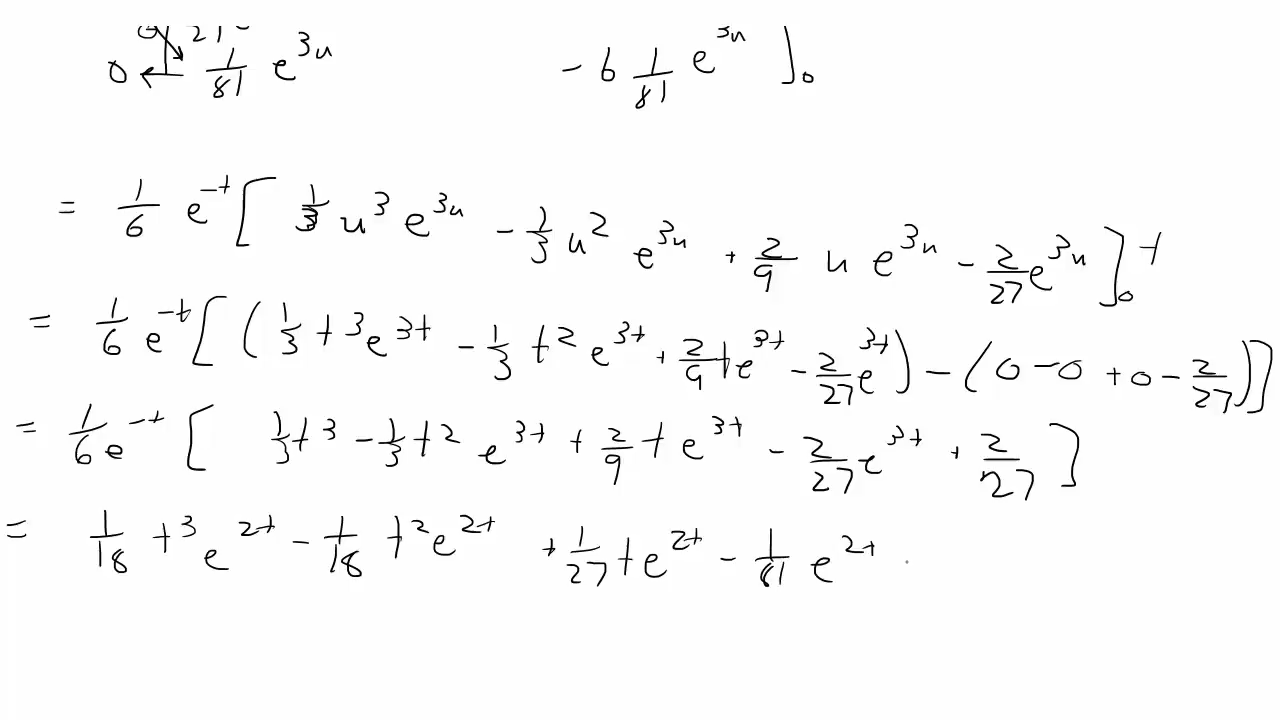 0 1/81 e^{3u} - 6 1/81 e^{3u} ]_0
= 1/6 e^{-t} [ 1/3 u^3 e^{3u} - 1/3 u^2 e^{3u} + 2/9 u e^{3u} - 2/27 e^{3u} ]_0^t
= 1/6 e^{-t} [ ( 1/3 t^3 e^{3t} - 1/3 t^2 e^{3t} + 2/9 t e^{3t} - 2/27 e^{3t} ) - ( 0 - 0 + 0 - 2/27 ) ]
= 1/6 e^{-t} [ 1/3 t^3 - 1/3 t^2 e^{3t} + 2/9 t e^{3t} - 2/27 e^{3t} + 2/27 ]
= 1/18 t^3 e^{2t} - 1/18 t^2 e^{2t} + 1/27 t e^{2t} - 1/81 e^{2t}